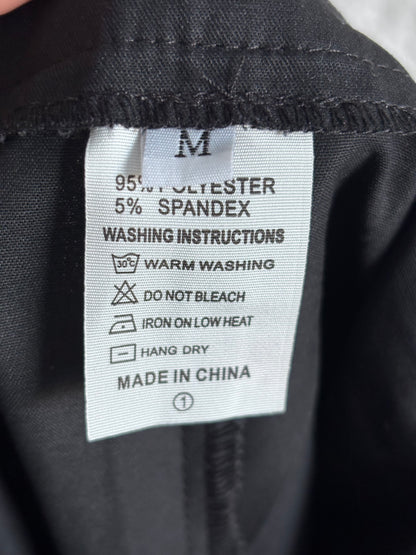 M
95% POLYESTER
5% SPANDEX
WASHING INSTRUCTIONS
30°C WARM WASHING
DO NOT BLEACH
IRON ON LOW HEAT
HANG DRY
MADE IN CHINA
1